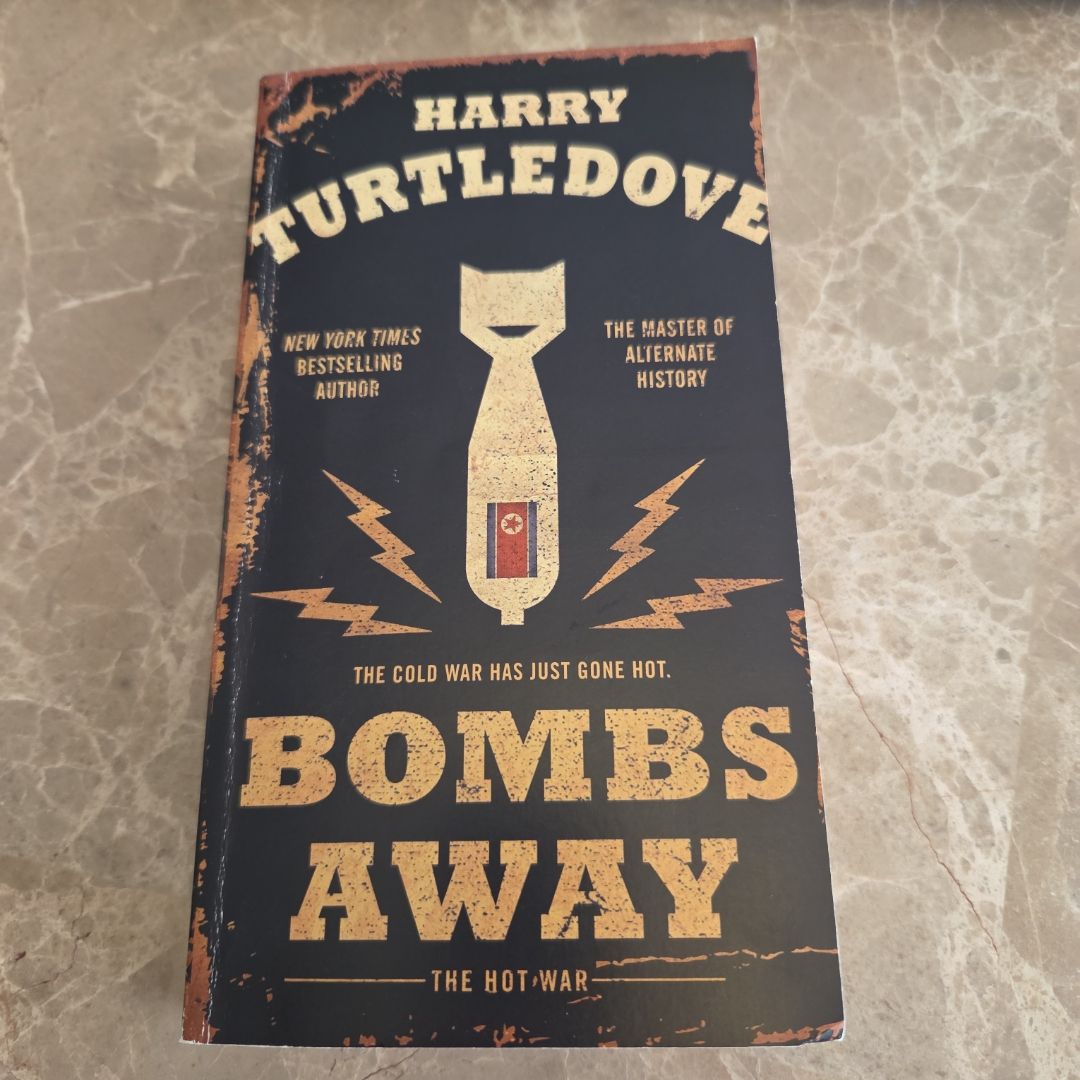 HARRY
TURTLEDOVE
NEW YORK TIMES
BESTSELLING
AUTHOR
THE MASTER OF
ALTERNATE
HISTORY
THE COLD WAR HAS JUST GONE HOT.
BOMBS
AWAY
THE HOT WAR